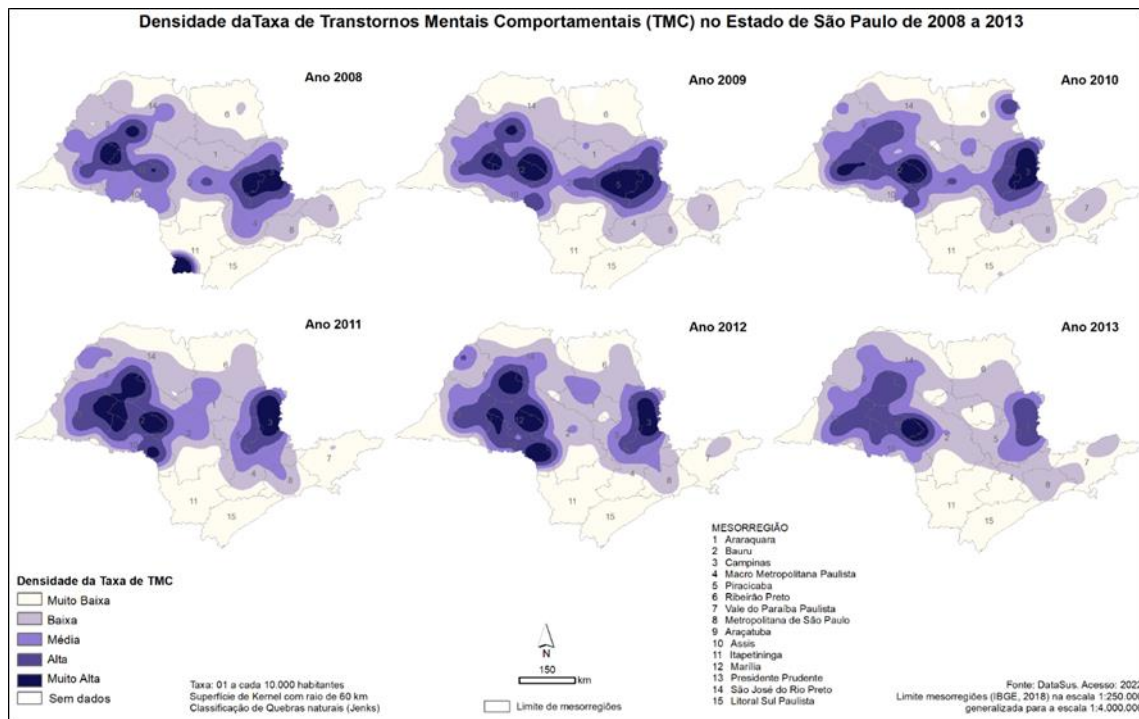 Densidade daTaxa de Transtornos Mentais Comportamentais (TMC) no Estado de São Paulo de 2008 a 2013
Ano 2008
Ano 2009
Ano 2010
Ano 2011
Ano 2012
Ano 2013
Densidade da Taxa de TMC
Muito Baixa
Baixa
Média
Alta
Muito Alta
Sem dados
Taxa: 01 a cada 10.000 habitantes
Superfície de Kernel com raio de 60 km
Classificação de Quebras naturais (Jenks)
N
150
km
Limite de mesorregiões
MESORREGIÃO
1 Araraquara
2 Bauru
3 Campinas
4 Macro Metropolitana Paulista
5 Piracicaba
6 Ribeirão Preto
7 Vale do Paraíba Paulista
8 Metropolitana de São Paulo
9 Araçatuba
10 Assis
11 Itapetininga
12 Marília
13 Presidente Prudente
14 São José do Rio Preto
15 Litoral Sul Paulista
Fonte: DataSus. Acesso: 2022
Limite mesorregiões (IBGE, 2018) na escala 1:250.000
generalizada para a escala 1:4.000.000